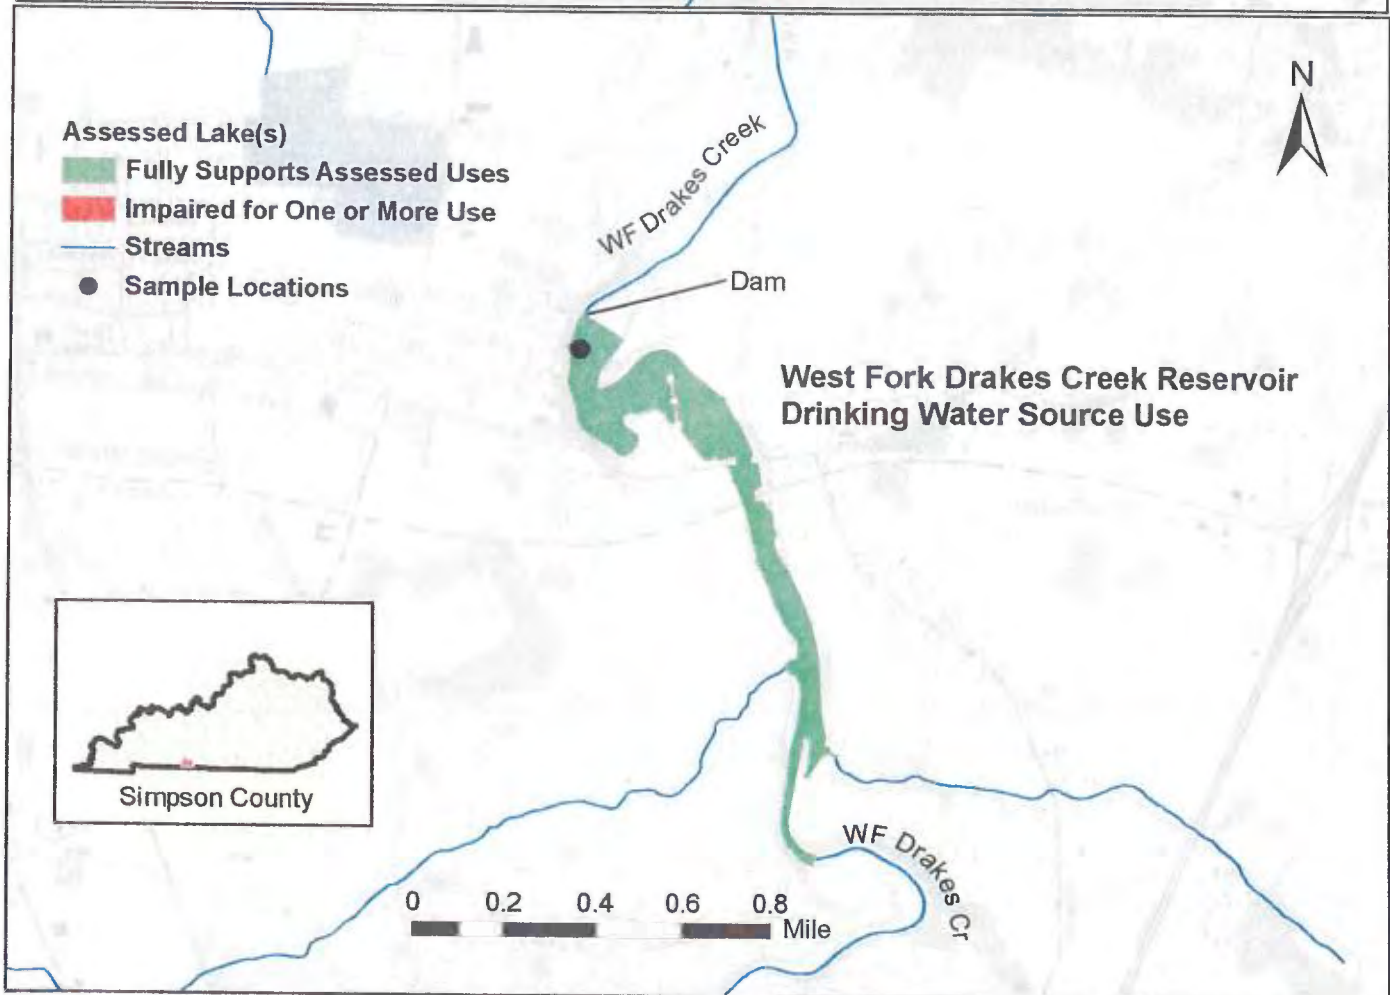 N
Assessed Lake(s)
Fully Supports Assessed Uses
Impaired for One or More Use
Streams
Sample Locations
WF Drakes Creek
Dam
West Fork Drakes Creek Reservoir
Drinking Water Source Use
Simpson County
WF Drakes Cr
0 0.2 0.4 0.6 0.8
Mile